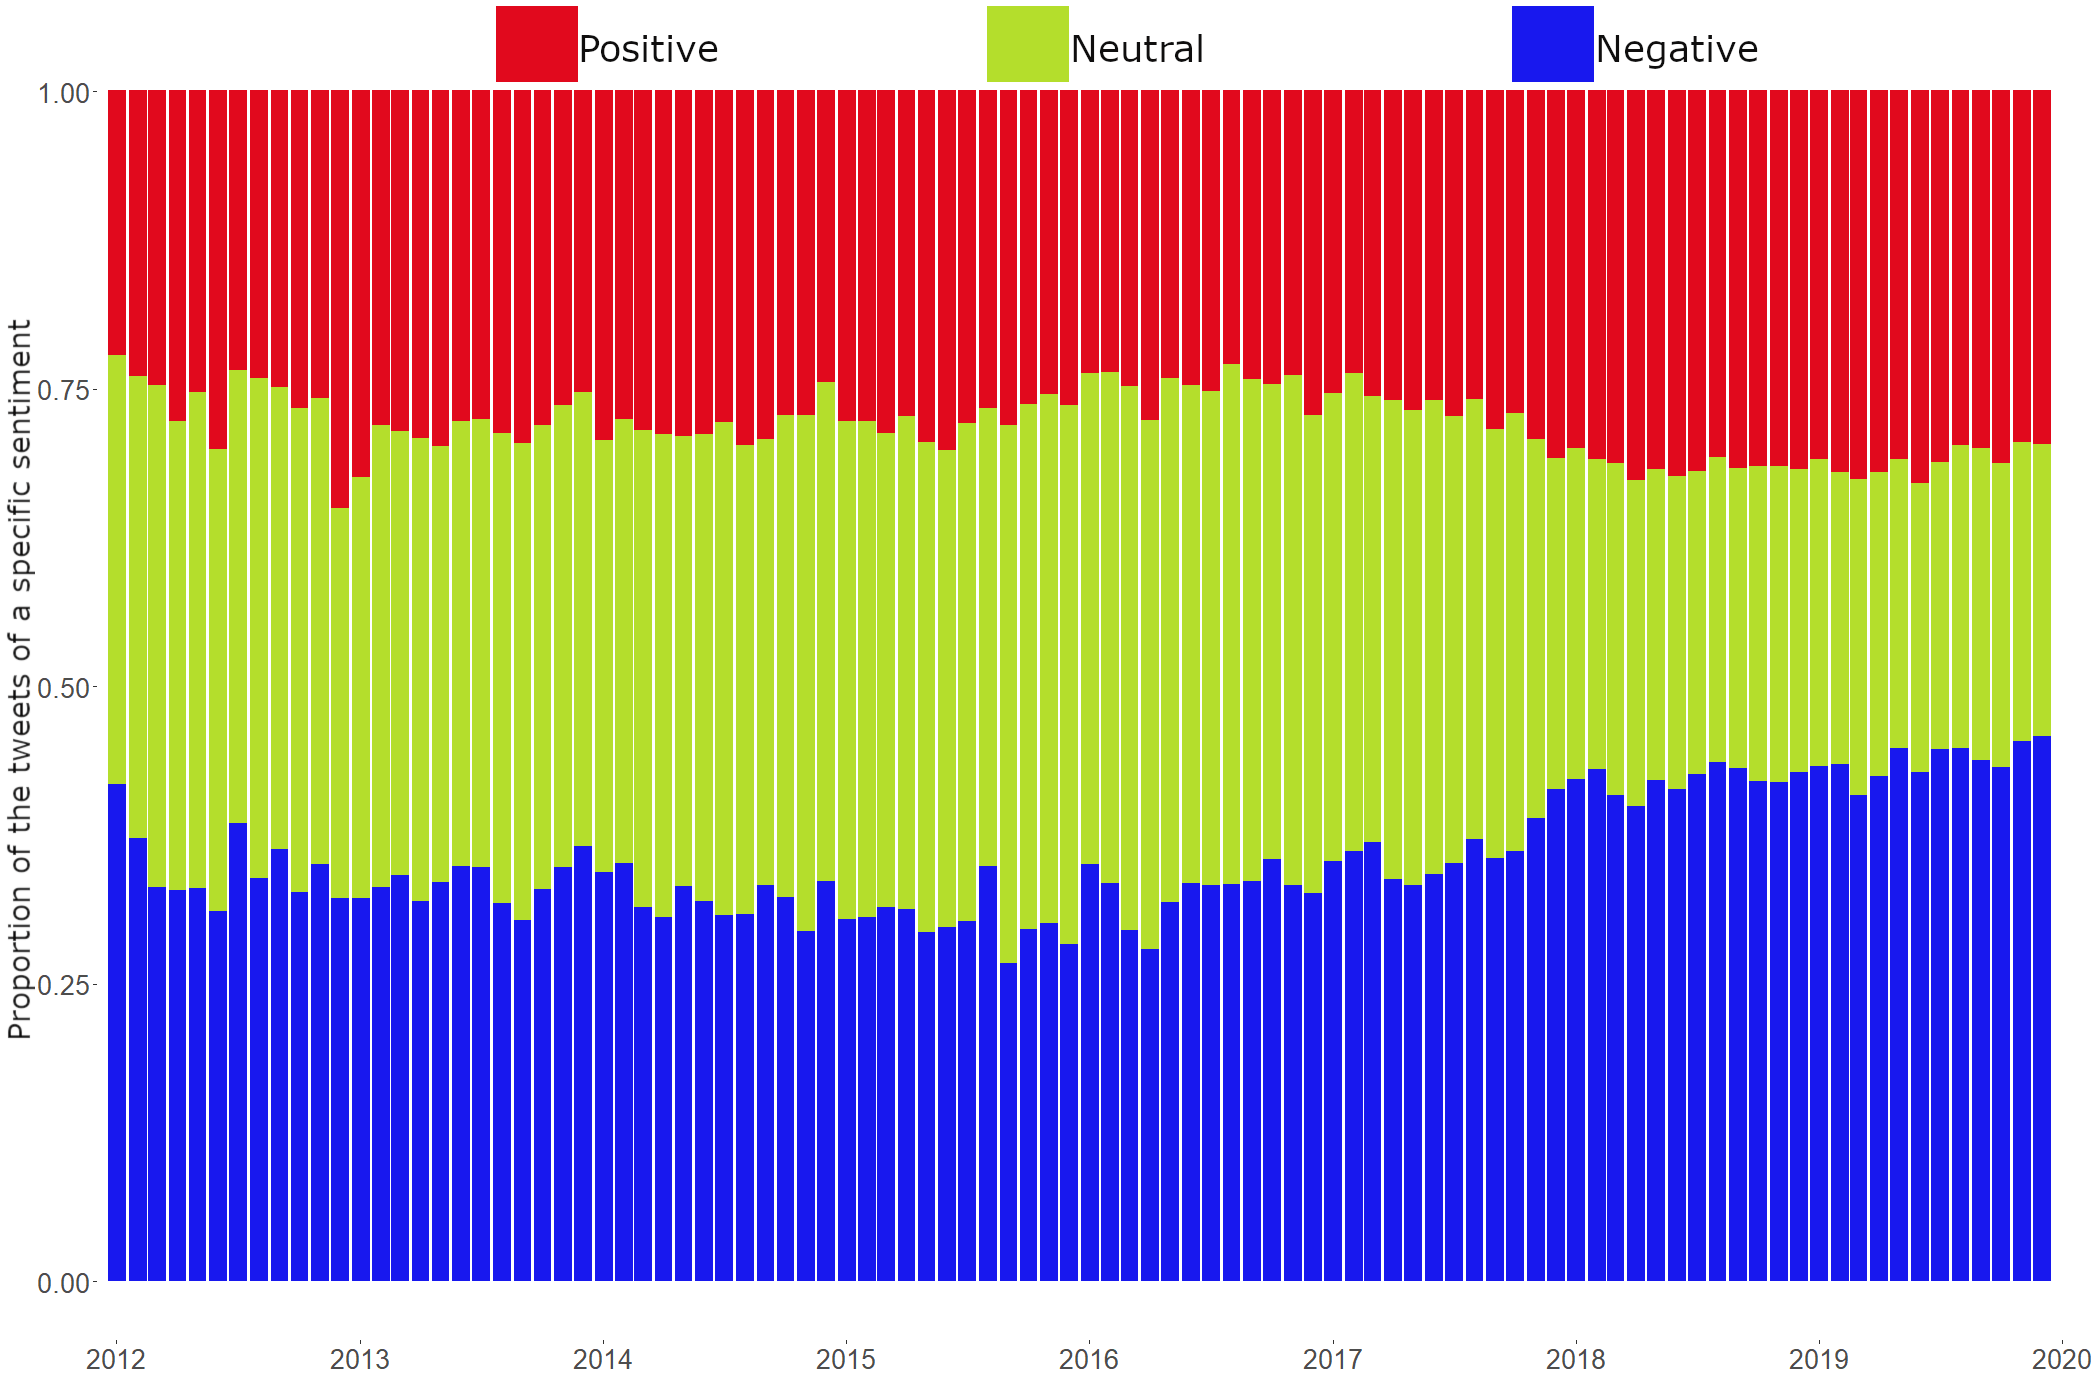 Positive Neutral Negative
Proportion of the tweets of a specific sentiment
1.00
0.75
0.50
0.25
0.00
2012 2013 2014 2015 2016 2017 2018 2019 2020